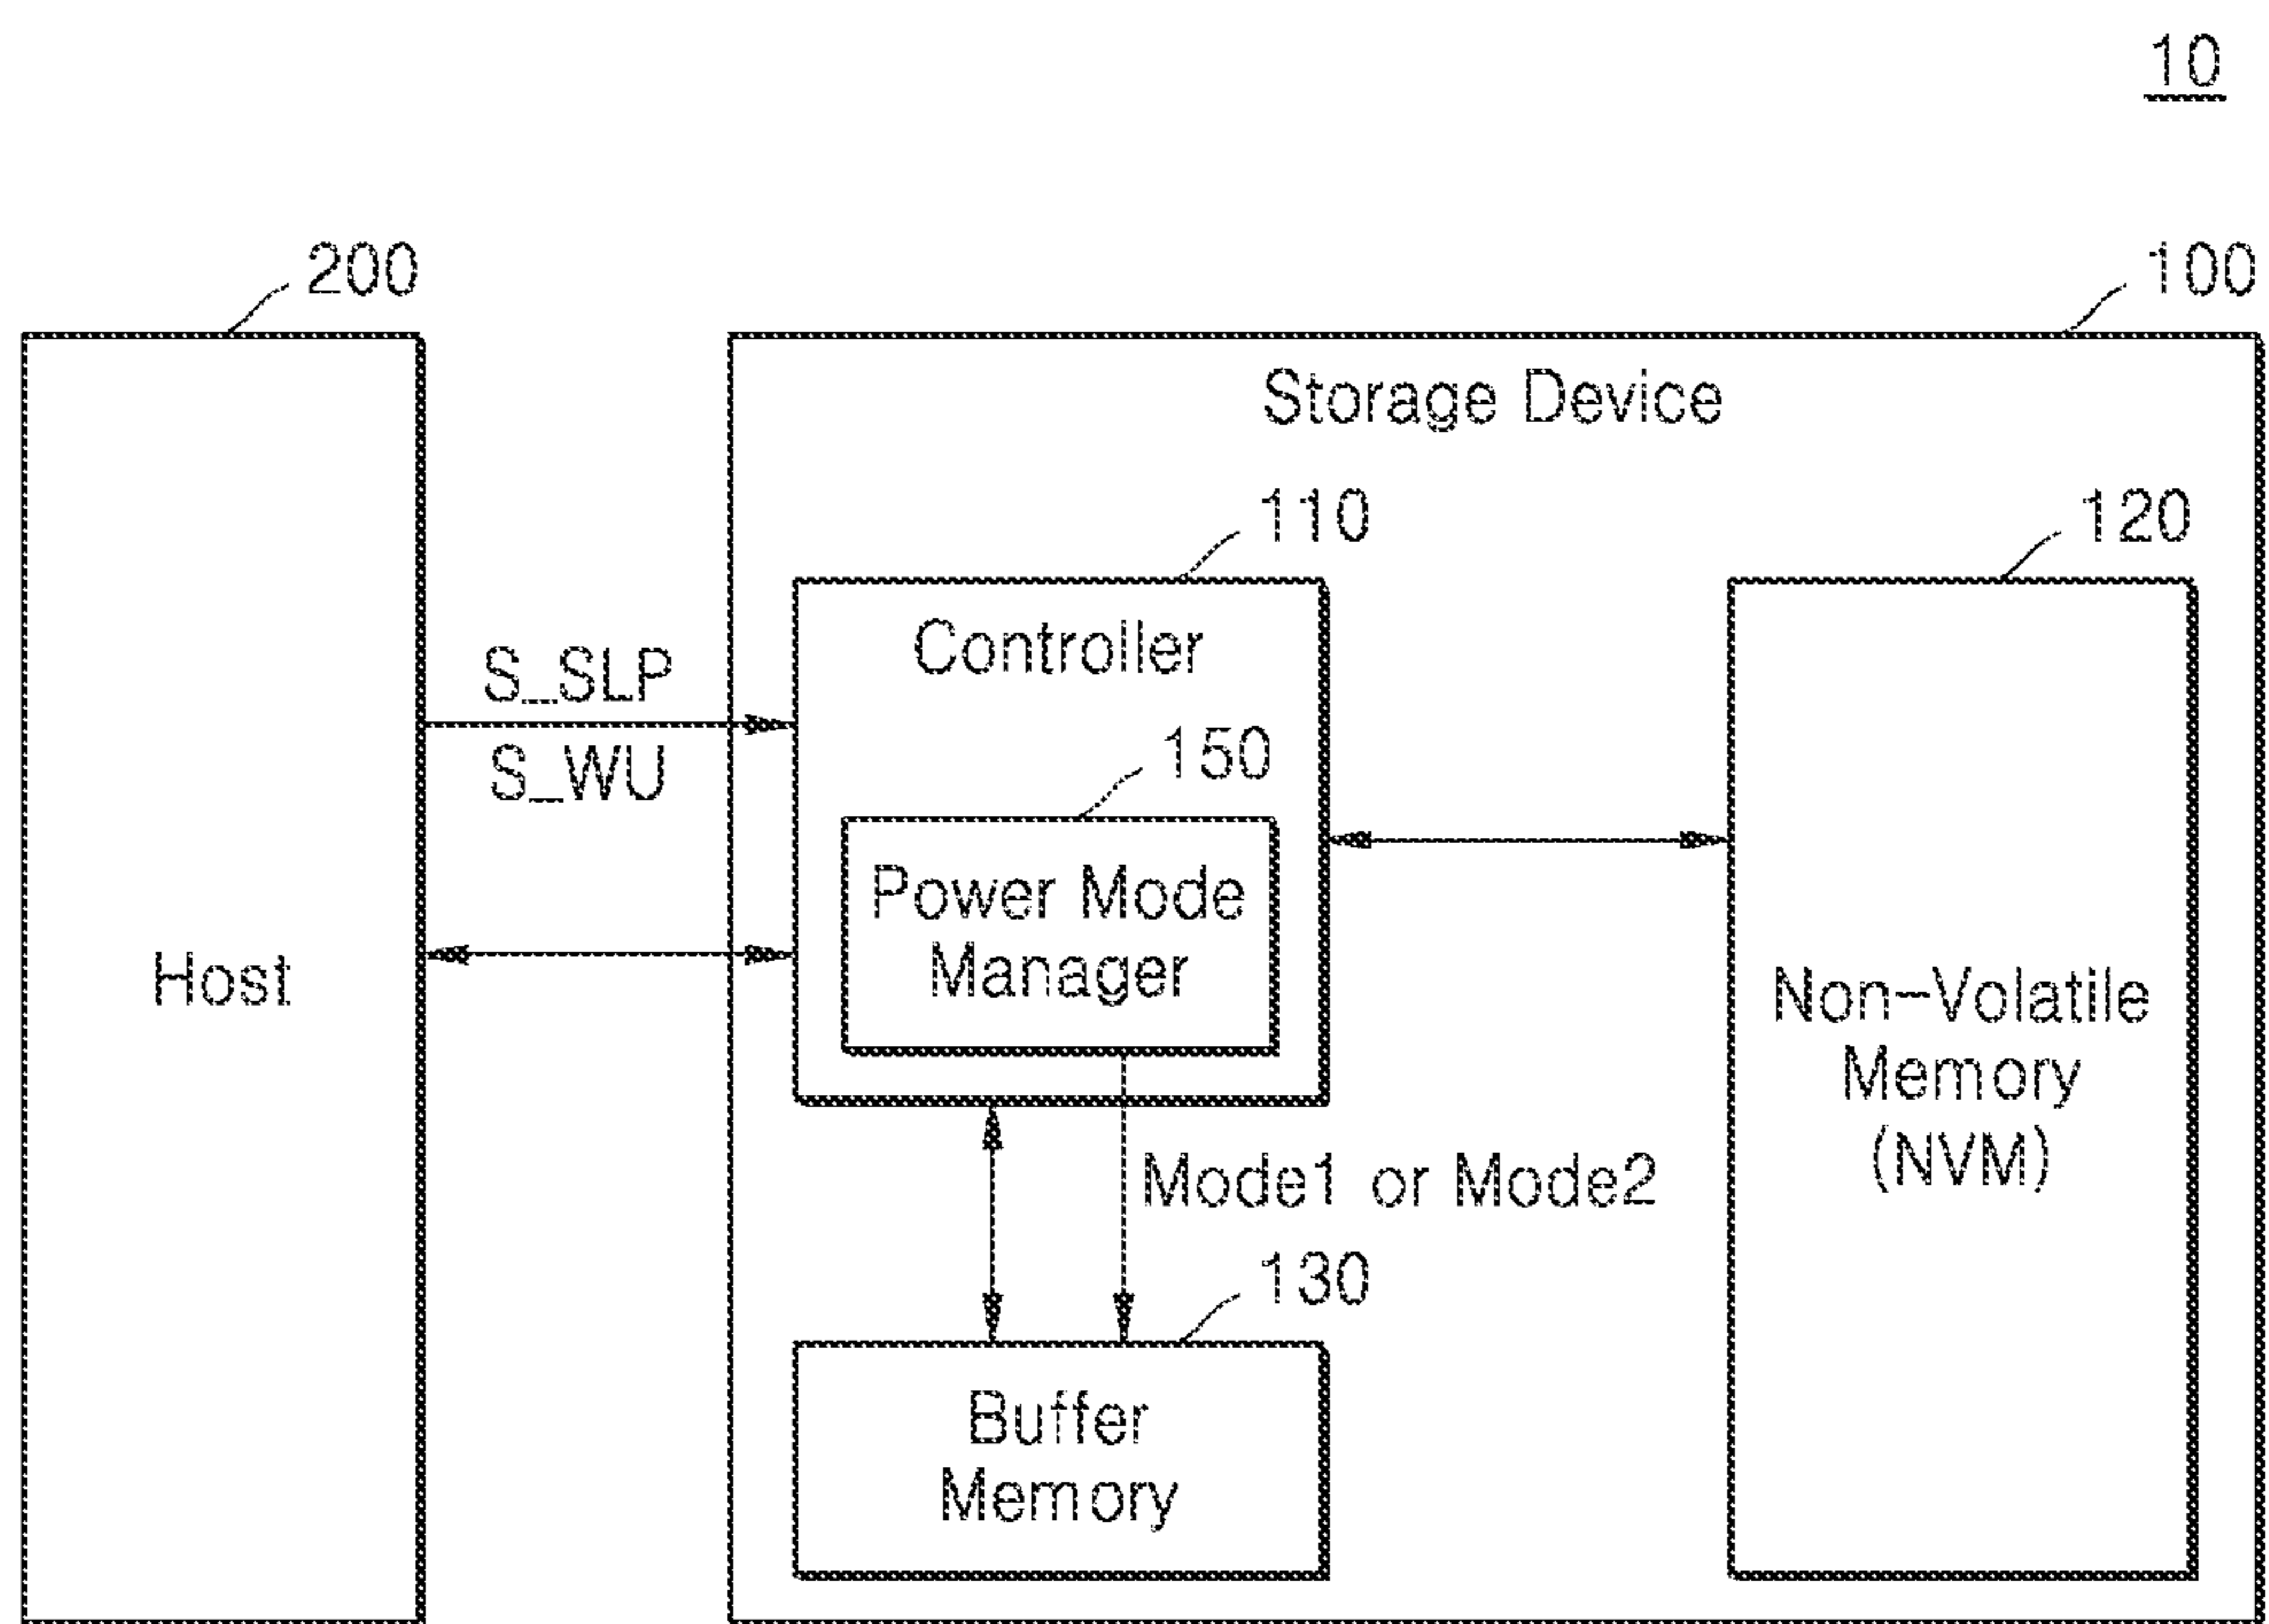 10
200
100
Storage Device
110
120
Controller
S_SLP
S_WU
150
Power Mode
Manager
Host
Non-Volatile
Memory
(NVM)
Mode1 or Mode2
130
Buffer
Memory